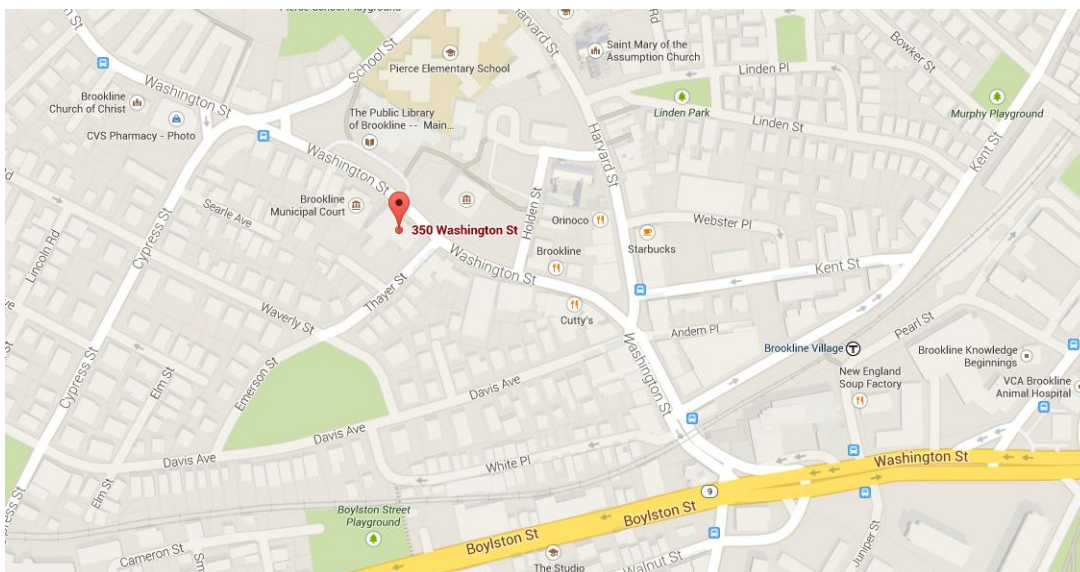 Pierce School Playground
School St
Harvard St
Rd
Saint Mary of the
Assumption Church
Bowker St
Pierce Elementary School
Linden Pl
Washington St
Brookline
Church of Christ
The Public Library
of Brookline -- Main...
Linden Park
Murphy Playground
CVS Pharmacy - Photo
Linden St
Harvard St
Kent St
Washington St
Brookline
Municipal Court
Searle Ave
Cypress St
Lincoln Rd
350 Washington St
Holden St
Orinoco
Webster Pl
Starbucks
Washington St
Brookline
Kent St
Thayer St
Waverly St
Cutty's
Andem Pl
Pearl St
Washington St
Brookline Village
T
Brookline Knowledge
Beginnings
New England
Soup Factory
VCA Brookline
Animal Hospital
Cypress St
Elm St
Emerson St
Davis Ave
Davis Ave
Davis Ave
White Pl
Washington St
Elm St
9
Boylston St
Boylston Street
Playground
Boylston St
Cypress St
Cameron St
Juniper St
The Studio
Walnut St